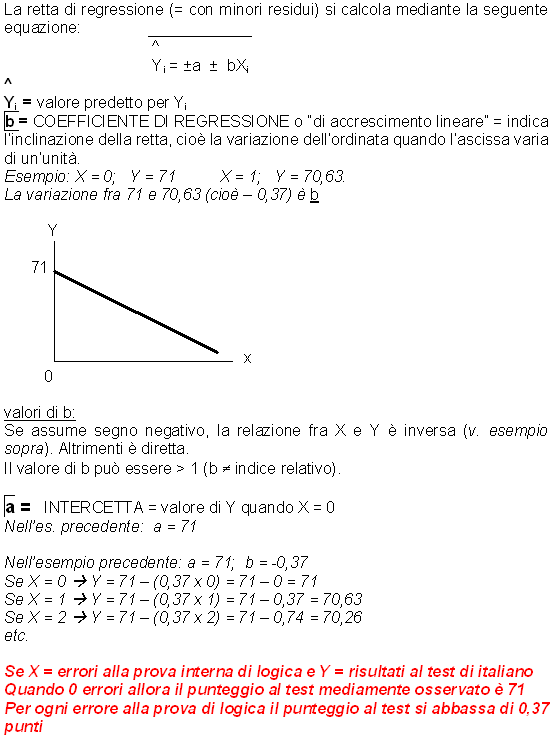 La retta di regressione (= con minori residui) si calcola mediante la seguente
equazione:
^
Yi = ±a ± bXi
^
Yi = valore predetto per Yi
b = COEFFICIENTE DI REGRESSIONE o "di accrescimento lineare" = indica
l'inclinazione della retta, cioè la variazione dell'ordinata quando l'ascissa varia
di un'unità.
Esempio: X = 0; Y = 71 X = 1; Y = 70,63.
La variazione fra 71 e 70,63 (cioè – 0,37) è b
Y
71
x
0
valori di b:
Se assume segno negativo, la relazione fra X e Y è inversa (v. esempio
sopra). Altrimenti è diretta.
Il valore di b può essere > 1 (b ≠ indice relativo).
a = INTERCETTA = valore di Y quando X = 0
Nell'es. precedente: a = 71
Nell'esempio precedente: a = 71; b = -0,37
Se X = 0 → Y = 71 – (0,37 x 0) = 71 – 0 = 71
Se X = 1 → Y = 71 – (0,37 x 1) = 71 – 0,37 = 70,63
Se X = 2 → Y = 71 – (0,37 x 2) = 71 – 0,74 = 70,26
etc.
Se X = errori alla prova interna di logica e Y = risultati al test di italiano
Quando 0 errori allora il punteggio al test mediamente osservato è 71
Per ogni errore alla prova di logica il punteggio al test si abbassa di 0,37
punti